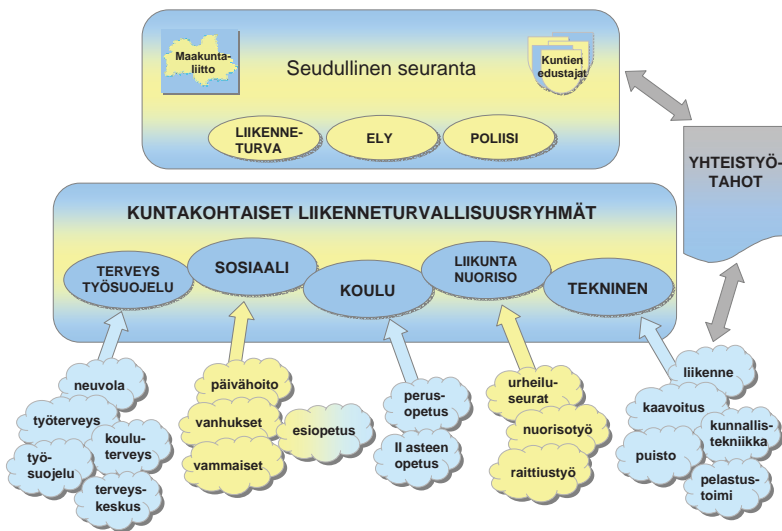 Maakunta-
liitto
Seudullinen seuranta
Kuntien
edustajat
LIIKENNE-
TURVA
ELY
POLIISI
YHTEISTYÖ-
TAHOT
KUNTAKOHTAISET LIIKENNETURVALLISUUSRYHMÄT
TERVEYS
TYÖSUOJELU
SOSIAALI
KOULU
LIIKUNTA
NUORISO
TEKNINEN
neuvola
työterveys
koulu-
terveys
työ-
suojelu
terveys-
keskus
päivähoito
vanhukset
esiopetus
vammaiset
perus-
opetus
II asteen
opetus
urheilu-
seurat
nuorisotyö
raittiustyö
liikenne
kaavoitus
kunnallis-
tekniikka
puisto
pelastus-
toimi